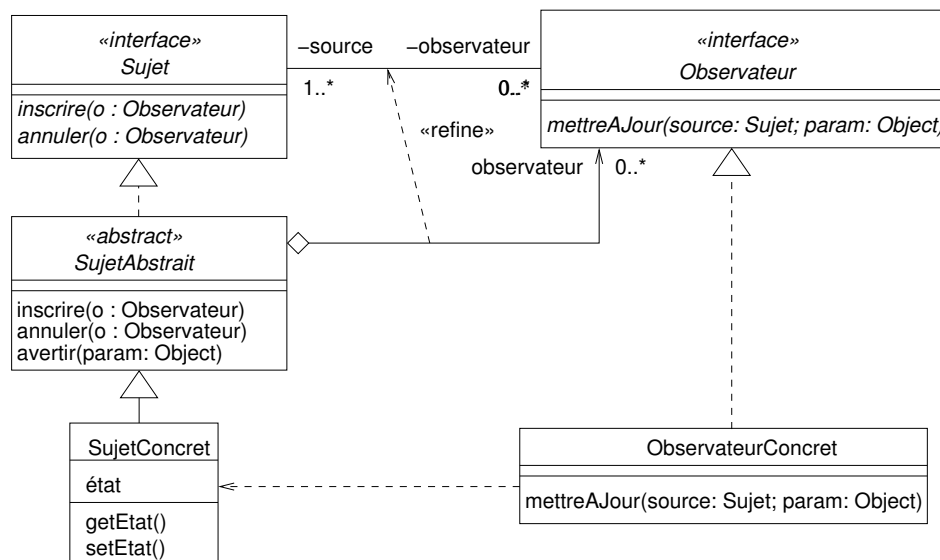 «interface»
Sujet
inscrire(o : Observateur)
annuler(o : Observateur)
–source
–observateur
1..*
0..*
«interface»
Observateur
mettreAJour(source: Sujet; param: Object)
«refine»
observateur
0..*
«abstract»
SujetAbstrait
inscrire(o : Observateur)
annuler(o : Observateur)
avertir(param: Object)
SujetConcret
état
getEtat()
setEtat()
ObservateurConcret
mettreAJour(source: Sujet; param: Object)